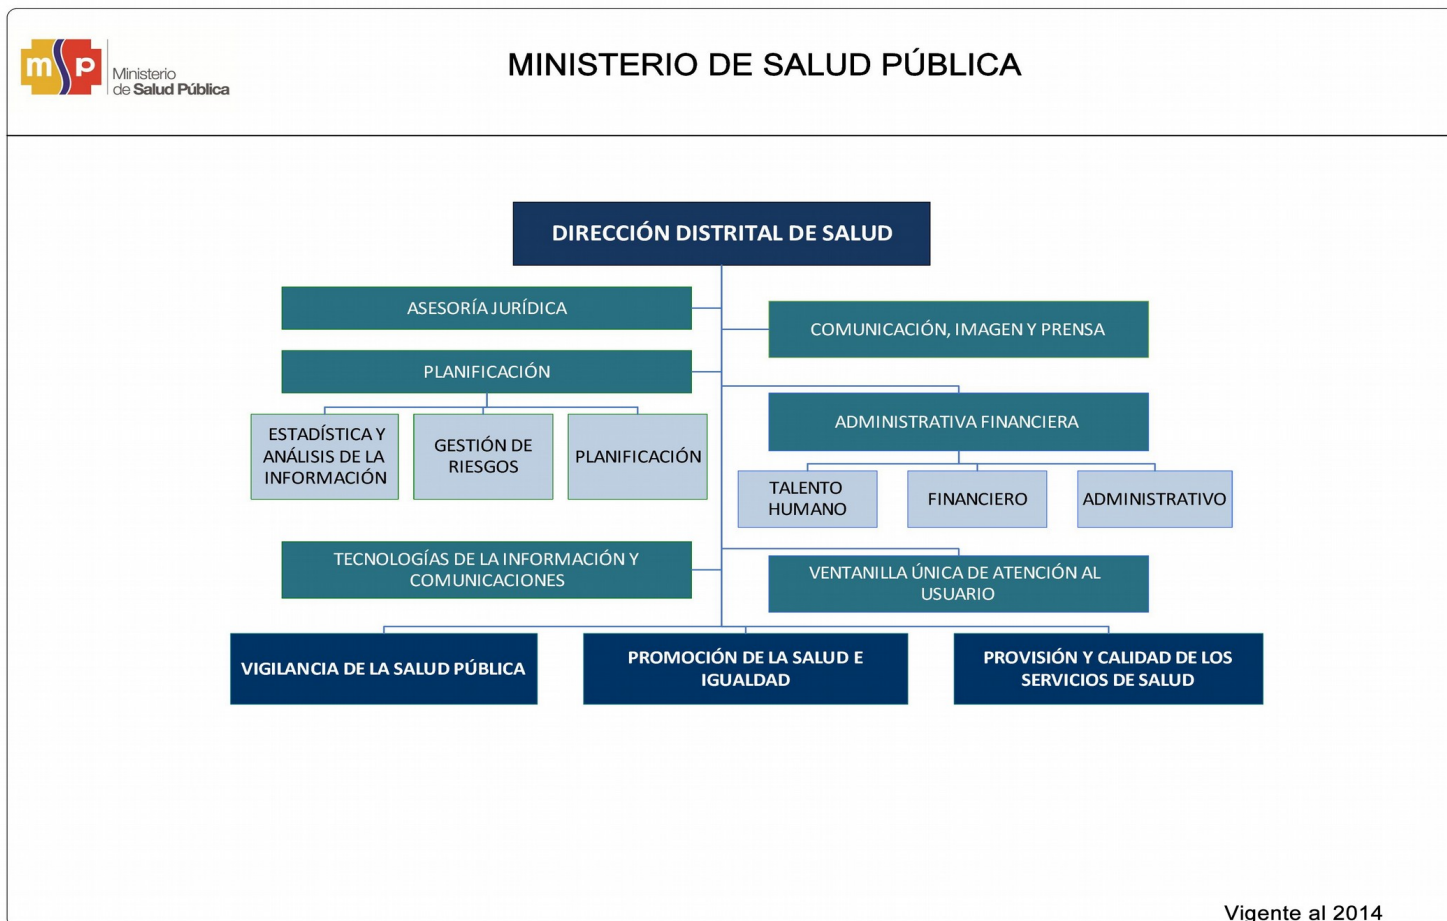 msp
Ministerio
de Salud Pública
MINISTERIO DE SALUD PÚBLICA
DIRECCIÓN DISTRITAL DE SALUD
ASESORÍA JURÍDICA
COMUNICACIÓN, IMAGEN Y PRENSA
PLANIFICACIÓN
ADMINISTRATIVA FINANCIERA
ESTADÍSTICA Y
ANÁLISIS DE LA
INFORMACIÓN
GESTIÓN DE
RIESGOS
PLANIFICACIÓN
TALENTO
HUMANO
FINANCIERO
ADMINISTRATIVO
TECNOLOGÍAS DE LA INFORMACIÓN Y
COMUNICACIONES
VENTANILLA ÚNICA DE ATENCIÓN AL
USUARIO
VIGILANCIA DE LA SALUD PÚBLICA
PROMOCIÓN DE LA SALUD E
IGUALDAD
PROVISIÓN Y CALIDAD DE LOS
SERVICIOS DE SALUD
Vigente al 2014